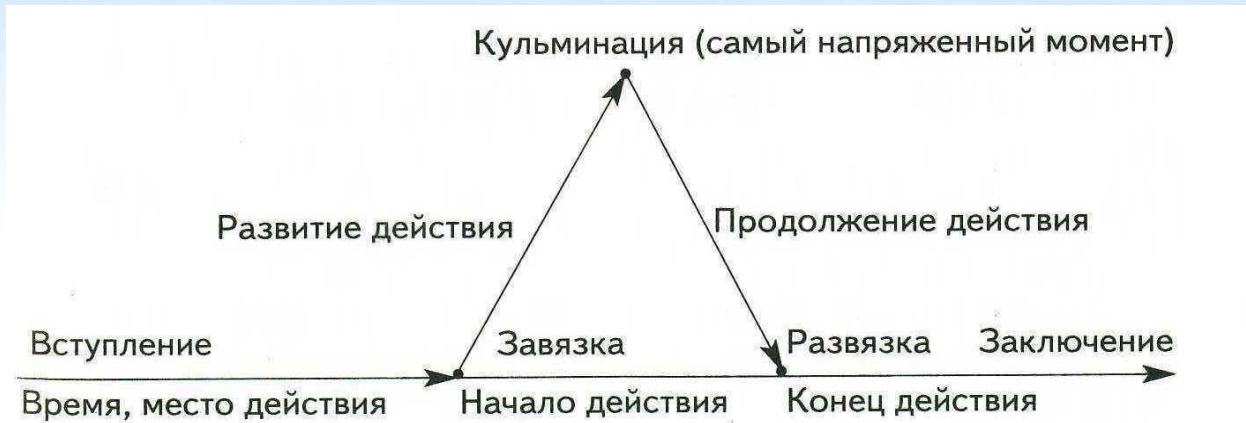 Кульминация (самый напряженный момент)
Развитие действия
Продолжение действия
Вступление
Завязка
Развязка
Заключение
Время, место действия
Начало действия
Конец действия